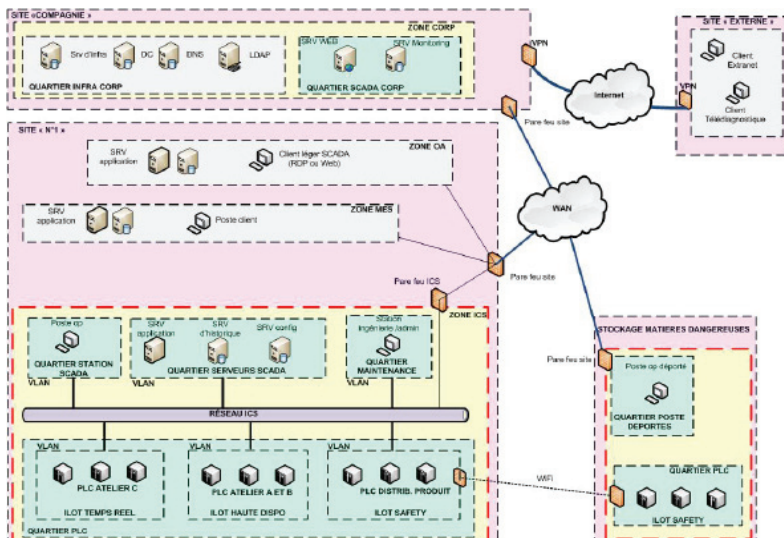 SITE «COMPAGNIE»
ZONE CORP
Srv d'Infra
DC
DNS
LDAP
QUARTIER INFRA CORP
SRV WEB
SRV Monitoring
QUARTIER SCADA CORP
VPN
Internet
VPN
SITE « EXTERNE »
Client
Extranet
Client
Télédiagnostique
Pare feu site
SITE « N°1 »
SRV
application
Client léger SCADA
(RDP ou Web)
ZONE OA
SRV
application
Poste client
ZONE MES
WAN
Pare feu site
Pare feu ICS
ZONE ICS
Poste op
QUARTIER STATION
SCADA
VLAN
SRV
application
SRV
d'historique
SRV config
QUARTIER SERVEURS SCADA
VLAN
Station
ingénierie /admin
QUARTIER
MAINTENANCE
VLAN
RÉSEAU ICS
VLAN
PLC ATELIER C
ILOT TEMPS REEL
VLAN
PLC ATELIER A ET B
ILOT HAUTE DISPO
VLAN
PLC DISTRIB. PRODUIT
ILOT SAFETY
QUARTIER PLC
WiFi
STOCKAGE MATIERES DANGEREUSES
Pare feu site
Poste op déporté
QUARTIER POSTE
DEPORTES
QUARTIER PLC
ILOT SAFETY